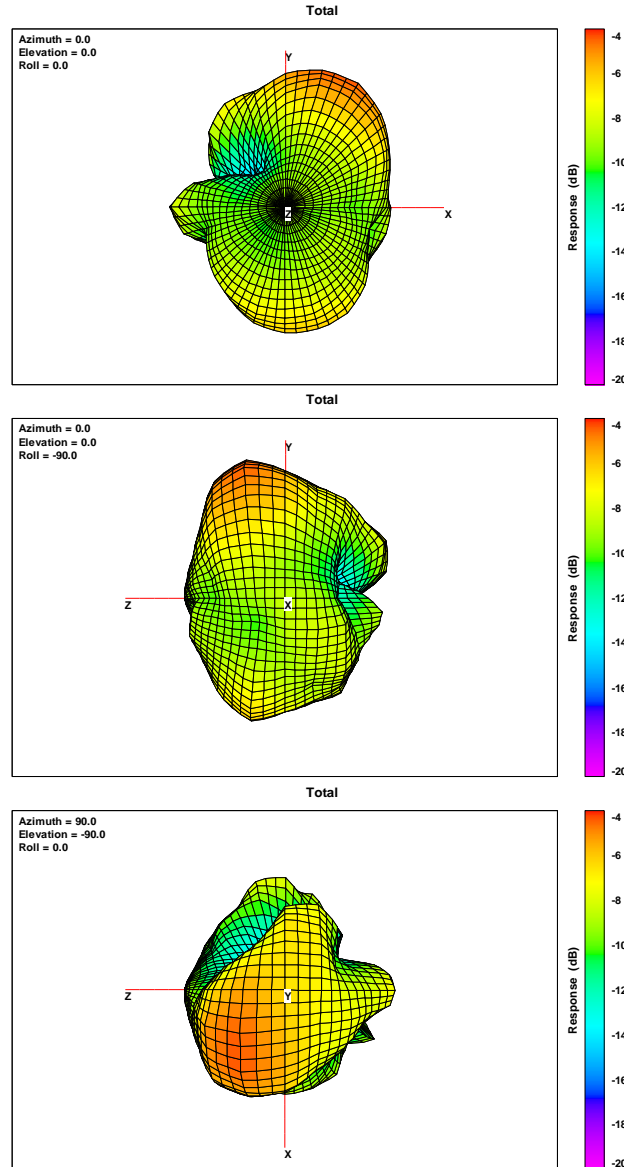 Total
Azimuth = 0.0
Elevation = 0.0
Roll = 0.0
Y
Z
X
-4
-6
-8
-10
-12
-14
-16
-18
-20
Response (dB)
Total
Azimuth = 0.0
Elevation = 0.0
Roll = -90.0
Y
Z
X
-4
-6
-8
-10
-12
-14
-16
-18
-20
Response (dB)
Total
Azimuth = 90.0
Elevation = -90.0
Roll = 0.0
Z
Y
X
-4
-6
-8
-10
-12
-14
-16
-18
-20
Response (dB)